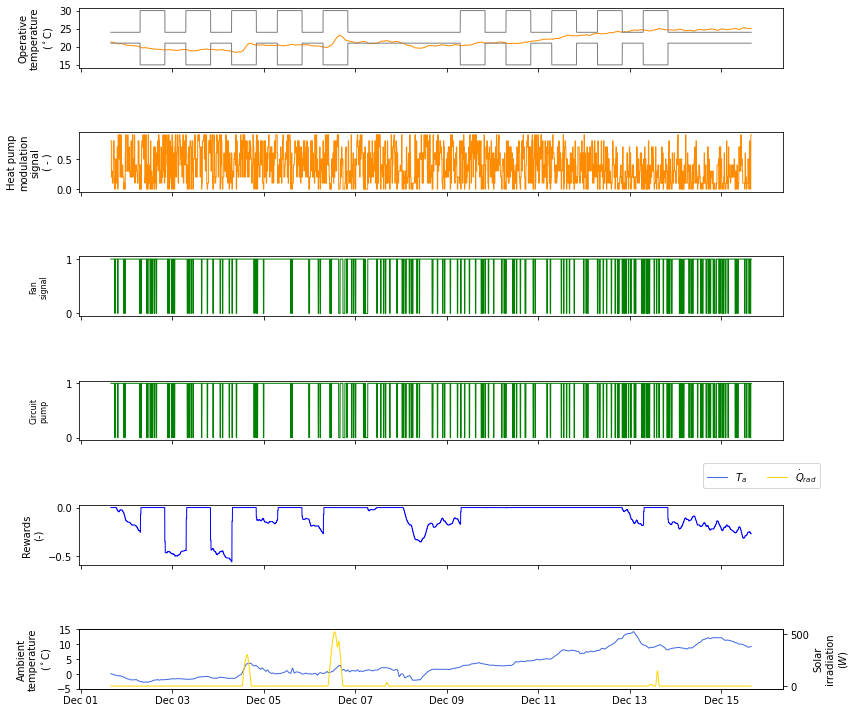 Operative
temperature
(°C)
30
25
20
15
Heat pump
modulation
signal
( - )
0.5
0.0
Fan
signal
1
0
Circuit
pump
1
0
T_a Q̇_rad
Rewards
(-)
0.0
−0.5
Ambient
temperature
(°C)
15
10
5
0
−5
500
0
Solar
irradiation
(W)
Dec 01 Dec 03 Dec 05 Dec 07 Dec 09 Dec 11 Dec 13 Dec 15